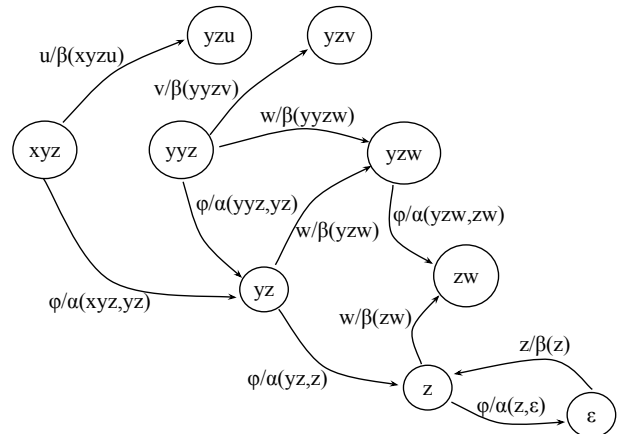 yzu
yzv
u/β(xyzu)
v/β(yyzv)
w/β(yyzw)
xyz
yyz
yzw
φ/α(yyz,yz)
φ/α(yzw,zw)
w/β(yzw)
zw
yz
φ/α(xyz,yz)
w/β(zw)
z/β(z)
φ/α(yz,z)
z
φ/α(z,ε)
ε